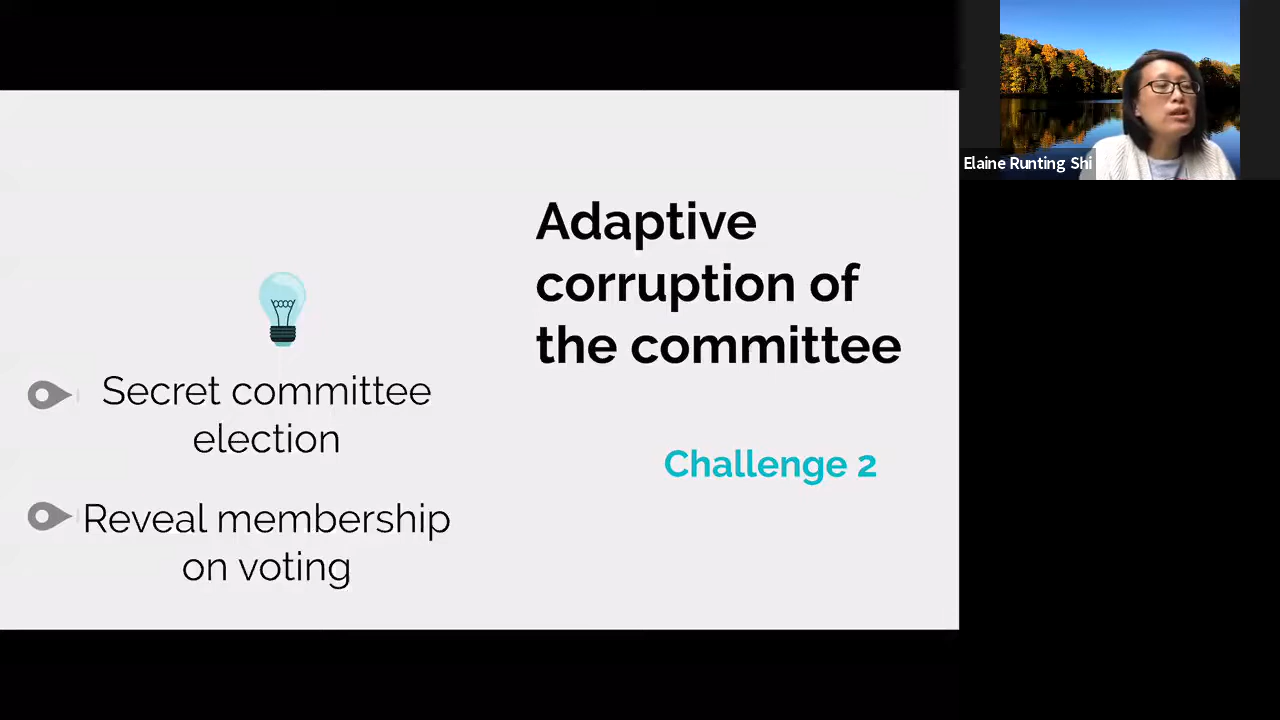 Adaptive
corruption of
the committee
Challenge 2
Secret committee
election
Reveal membership
on voting
Elaine Runting Shi